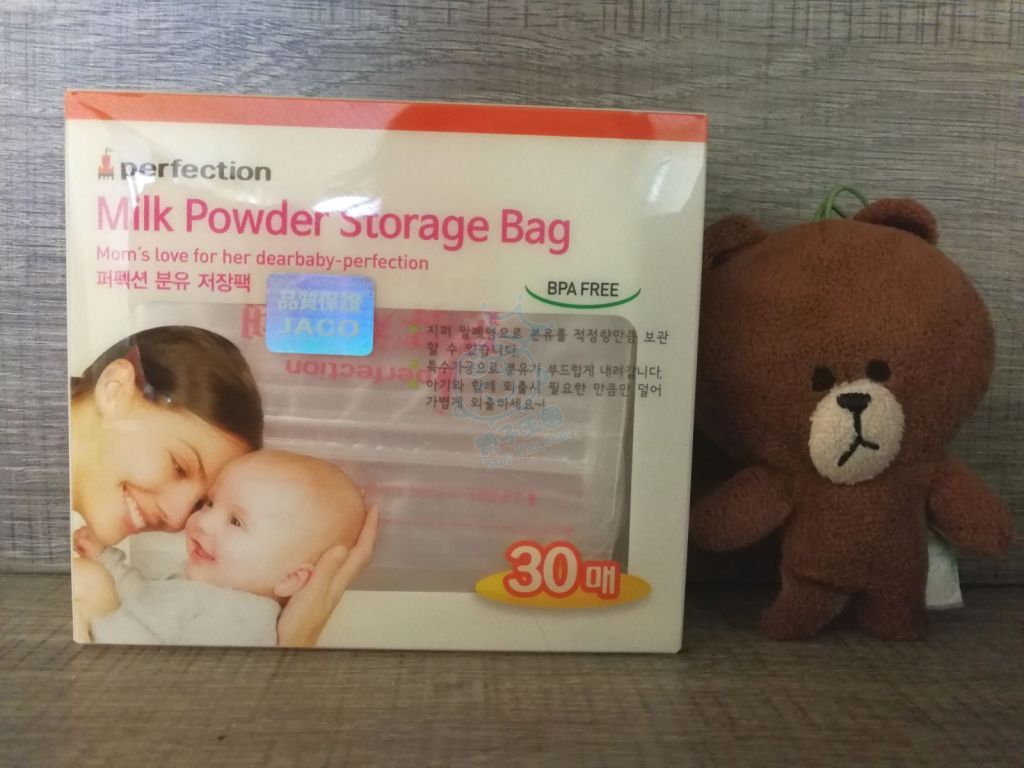 perfection
Milk Powder Storage Bag
Mom's love for her dearbaby-perfection
퍼펙션 분유 저장팩
品質保證
JACO
BPA FREE
지퍼 밀폐형으로 분유를 적정량만큼 보관
할 수 있습니다.
특수가공으로 분유가 부드럽게 내려갑니다.
아기와 함께 외출시 필요한 만큼만 덜어
가볍게 외출하세요~!
perfection
30매